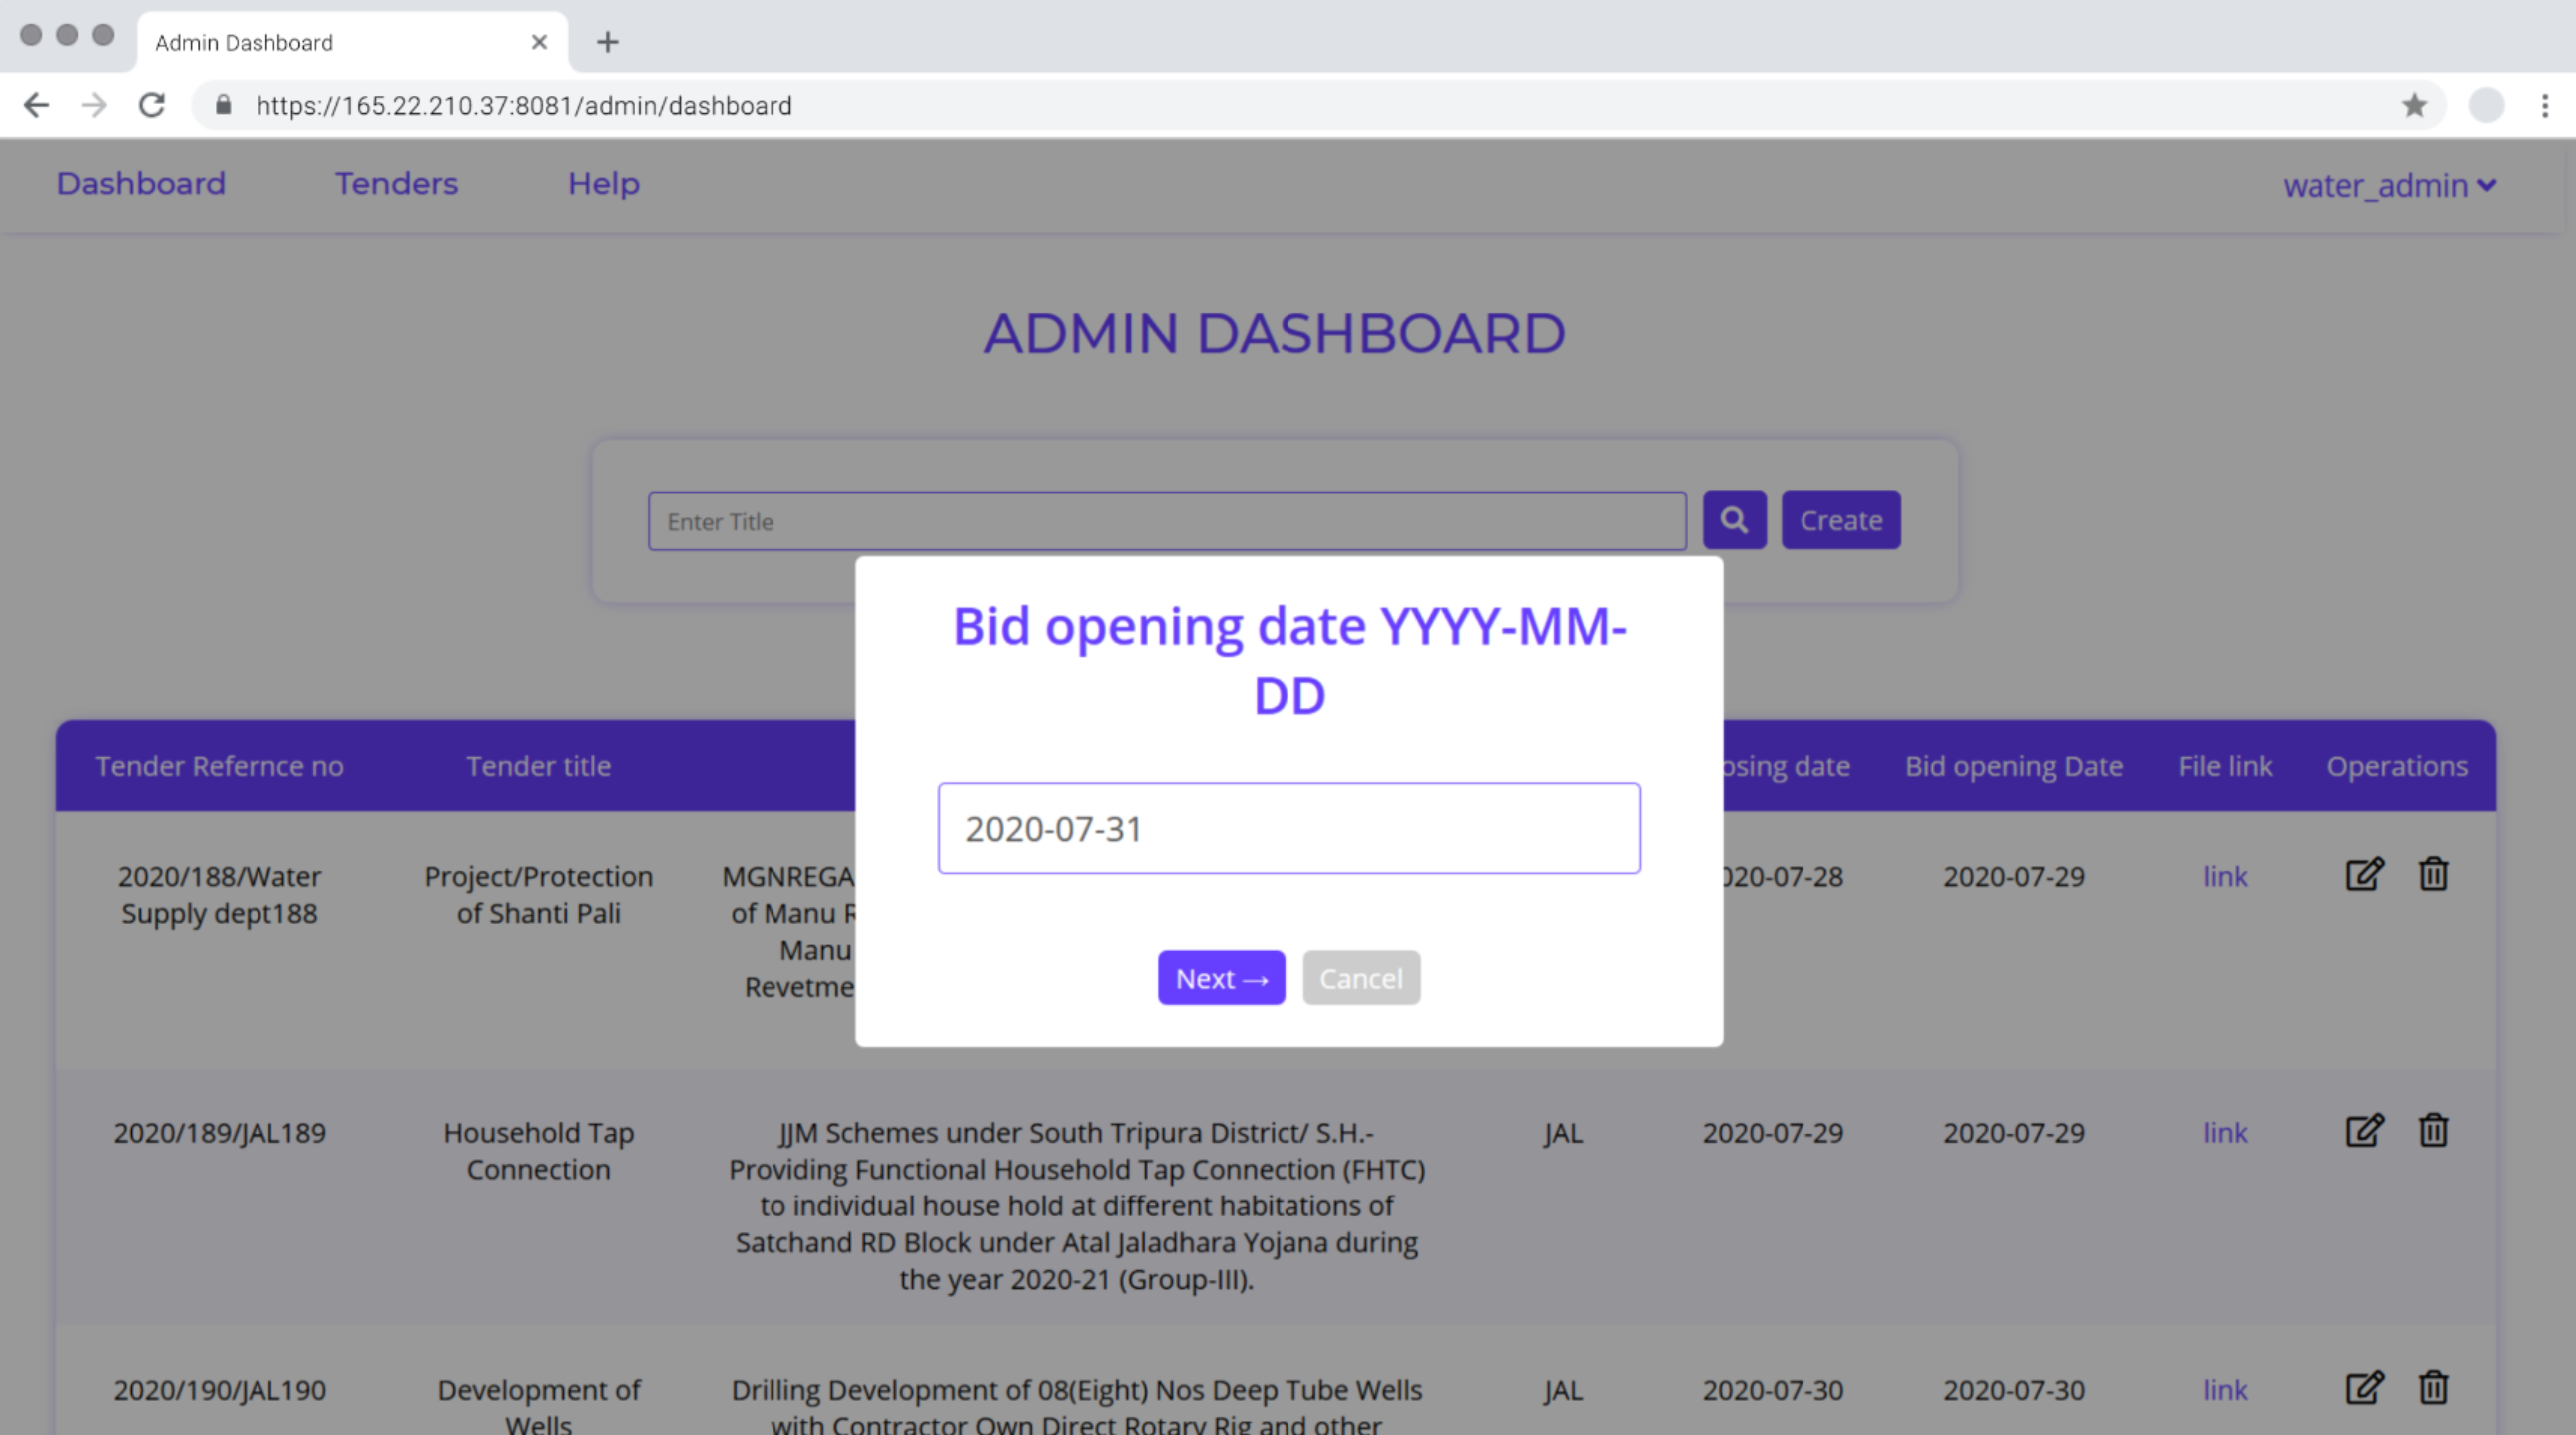 Admin Dashboard
https://165.22.210.37:8081/admin/dashboard
Dashboard Tenders Help water_admin
ADMIN DASHBOARD
Enter Title Create
Bid opening date YYYY-MM-
DD
2020-07-31
Next → Cancel
Tender Refernce no Tender title osing date Bid opening Date File link Operations
2020/188/Water Project/Protection MGNREGA 020-07-28 2020-07-29 link
Supply dept188 of Shanti Pali of Manu
Manu
Revetme
2020/189/JAL189 Household Tap JJM Schemes under South Tripura District/ S.H.- JAL 2020-07-29 2020-07-29 link
Connection Providing Functional Household Tap Connection (FHTC)
to individual house hold at different habitations of
Satchand RD Block under Atal Jaladhara Yojana during
the year 2020-21 (Group-III).
2020/190/JAL190 Development of Drilling Development of 08(Eight) Nos Deep Tube Wells JAL 2020-07-30 2020-07-30 link
Wells with Contractor Own Direct Rotary Rig and other